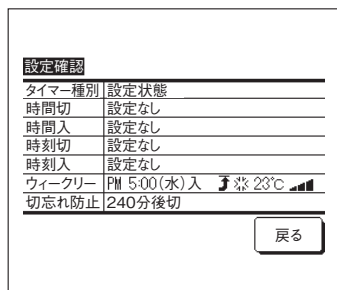 設定確認
タイマー種別 設定状態
時間切 設定なし
時間入 設定なし
時刻切 設定なし
時刻入 設定なし
ウィークリー PM 5:00(水)入 23℃
切忘れ防止 240分後切
戻る